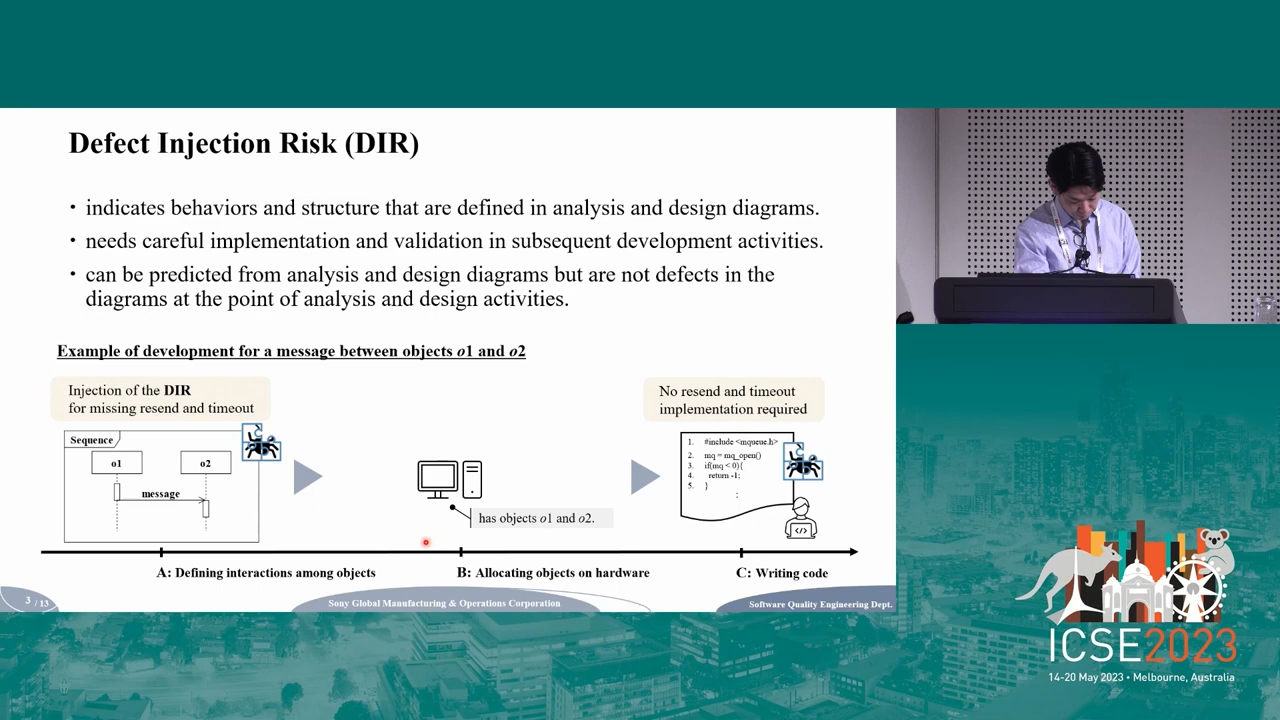 Defect Injection Risk (DIR)
・ indicates behaviors and structure that are defined in analysis and design diagrams.
・ needs careful implementation and validation in subsequent development activities.
・ can be predicted from analysis and design diagrams but are not defects in the
diagrams at the point of analysis and design activities.
Example of development for a message between objects o1 and o2
Injection of the DIR
for missing resend and timeout
No resend and timeout
implementation required
Sequence
o1
o2
message
has objects o1 and o2.
1. #include <mqueue.h>
2. mq = mq_open()
3. if(mq < 0){
4. return -1;
5. }
:
</>
A: Defining interactions among objects
B: Allocating objects on hardware
C: Writing code
3 / 13
Sony Global Manufacturing & Operations Corporation
Software Quality Engineering Dept.
ICSE2023
14-20 May 2023 • Melbourne, Australia